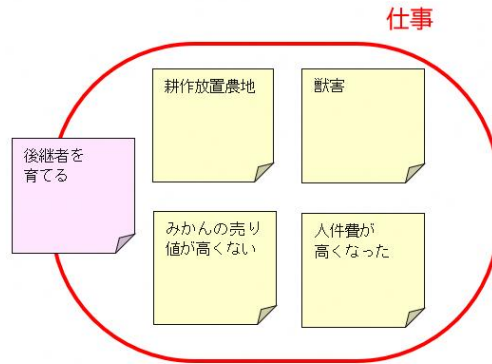 仕事
耕作放置農地
獣害
後継者を
育てる
みかんの売り
値が高くない
人件費が
高くなった